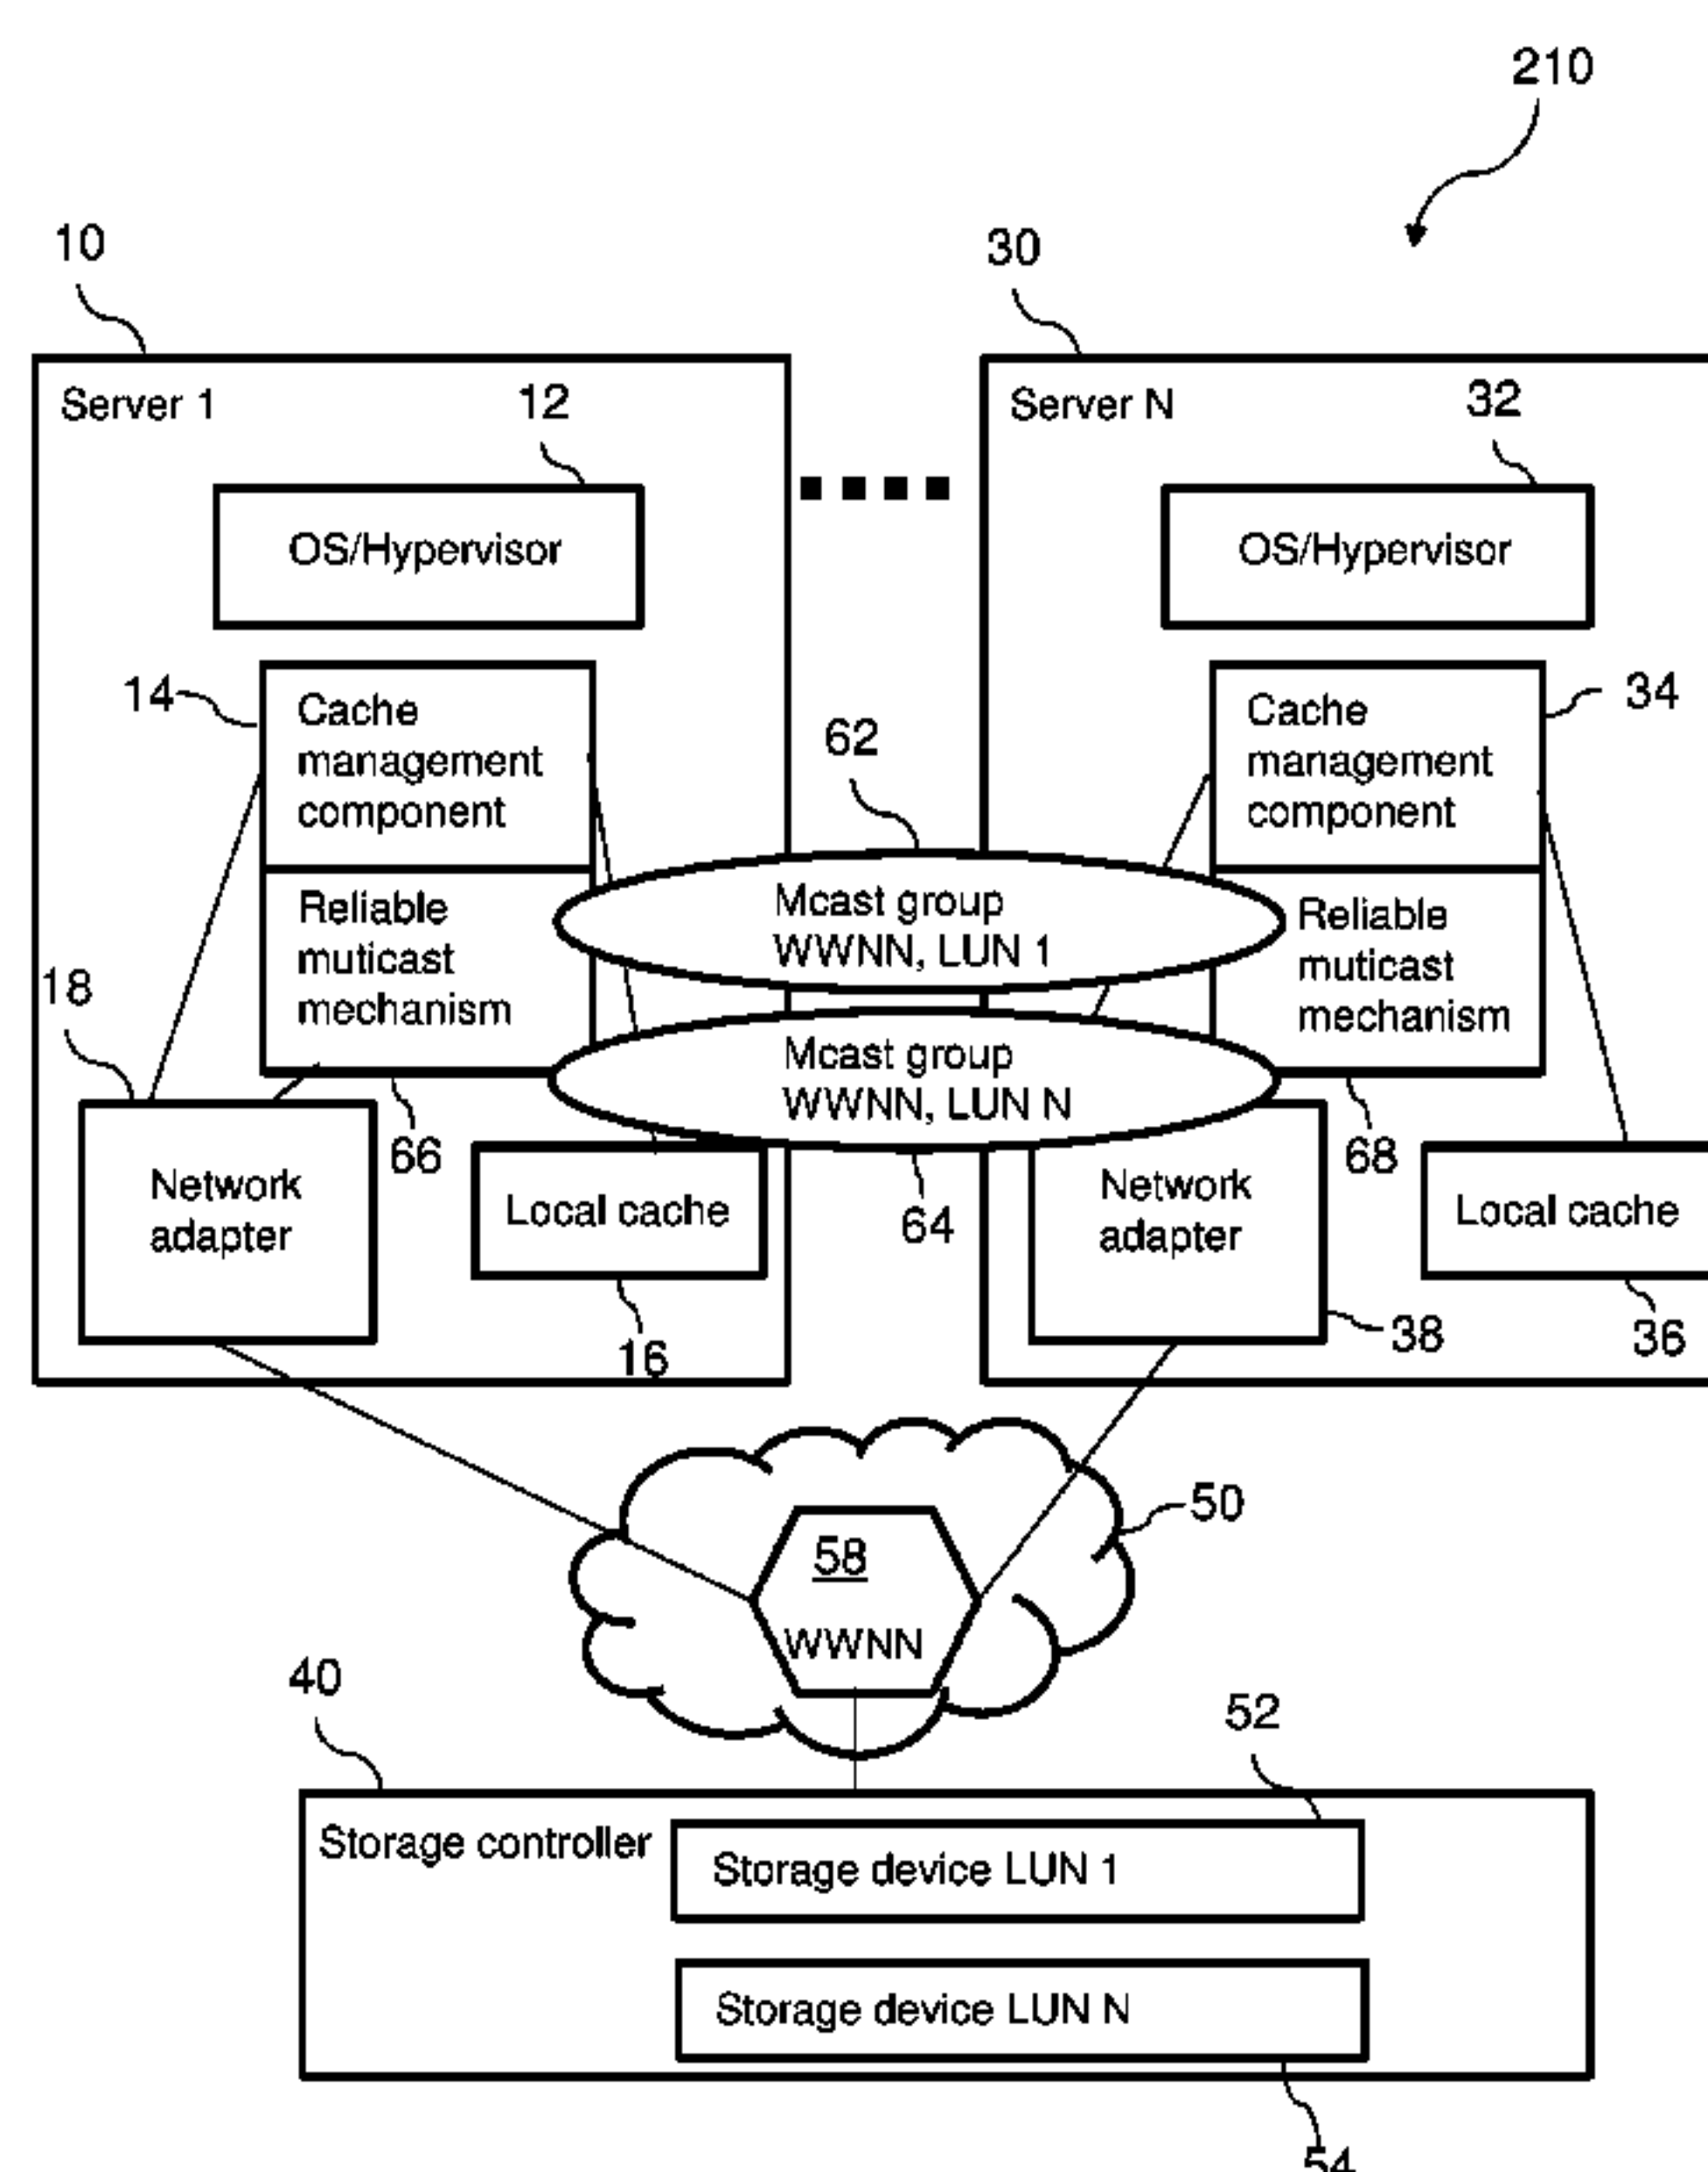 210
10
30
Server 1
12
Server N
32
OS/Hypervisor
OS/Hypervisor
14
Cache
management
component
62
Cache
management
component
34
Reliable
muticast
mechanism
Mcast group
WWNN, LUN 1
Reliable
muticast
mechanism
18
Mcast group
WWNN, LUN N
66
68
Network
adapter
Local cache
64
Network
adapter
Local cache
16
38
36
50
58
WWNN
40
52
Storage controller
Storage device LUN 1
Storage device LUN N
54